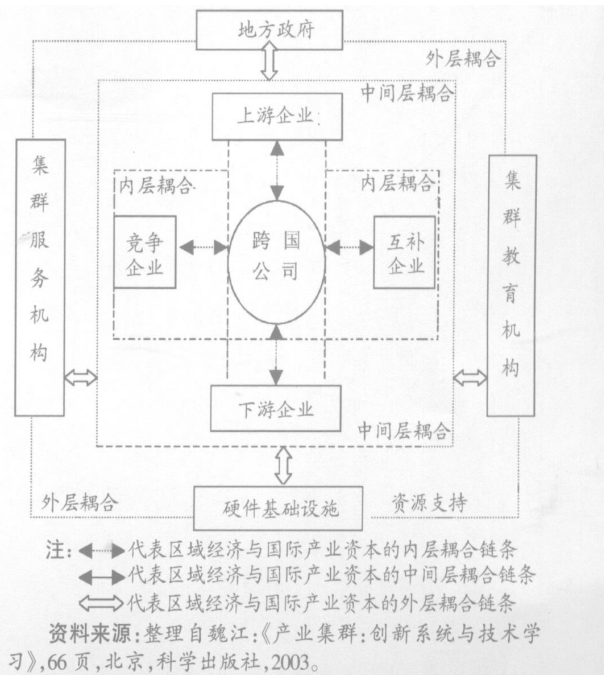 地方政府
外层耦合
中间层耦合
上游企业
内层耦合
内层耦合
集群服务机构
竞争企业
跨国公司
互补企业
集群教育机构
下游企业
中间层耦合
外层耦合
硬件基础设施
资源支持
注: 代表区域经济与国际产业资本的内层耦合链条
代表区域经济与国际产业资本的中间层耦合链条
代表区域经济与国际产业资本的外层耦合链条
资料来源:整理自魏江:《产业集群:创新系统与技术学
习》,66页,北京,科学出版社,2003。